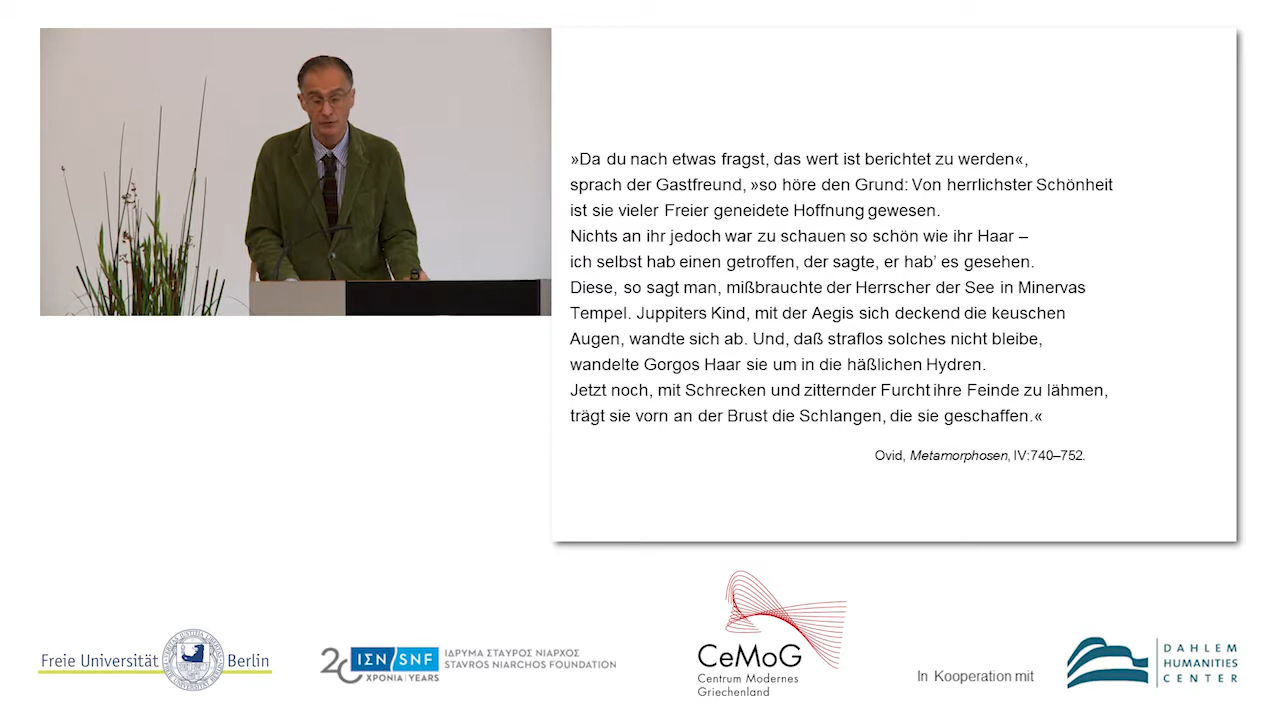 »Da du nach etwas fragst, das wert ist berichtet zu werden«,
sprach der Gastfreund, »so höre den Grund: Von herrlichster Schönheit
ist sie vieler Freier geneidete Hoffnung gewesen.
Nichts an ihr jedoch war zu schauen so schön wie ihr Haar –
ich selbst hab einen getroffen, der sagte, er hab’ es gesehen.
Diese, so sagt man, mißbrauchte der Herrscher der See in Minervas
Tempel. Juppiters Kind, mit der Aegis sich deckend die keuschen
Augen, wandte sich ab. Und, daß straflos solches nicht bleibe,
wandelte Gorgos Haar sie um in die häßlichen Hydren.
Jetzt noch, mit Schrecken und zitternder Furcht ihre Feinde zu lähmen,
trägt sie vorn an der Brust die Schlangen, die sie geschaffen.«
Ovid, Metamorphosen, IV:740–752.
Freie Universität Berlin
20 ΙΣΝ/SNF
ΧΡΟΝΙΑ YEARS
ΙΔΡΥΜΑ ΣΤΑΥΡΟΣ ΝΙΑΡΧΟΣ
STAVROS NIARCHOS FOUNDATION
CeMoG
Centrum Modernes
Griechenland
In Kooperation mit
DAHLEM
HUMANITIES
CENTER